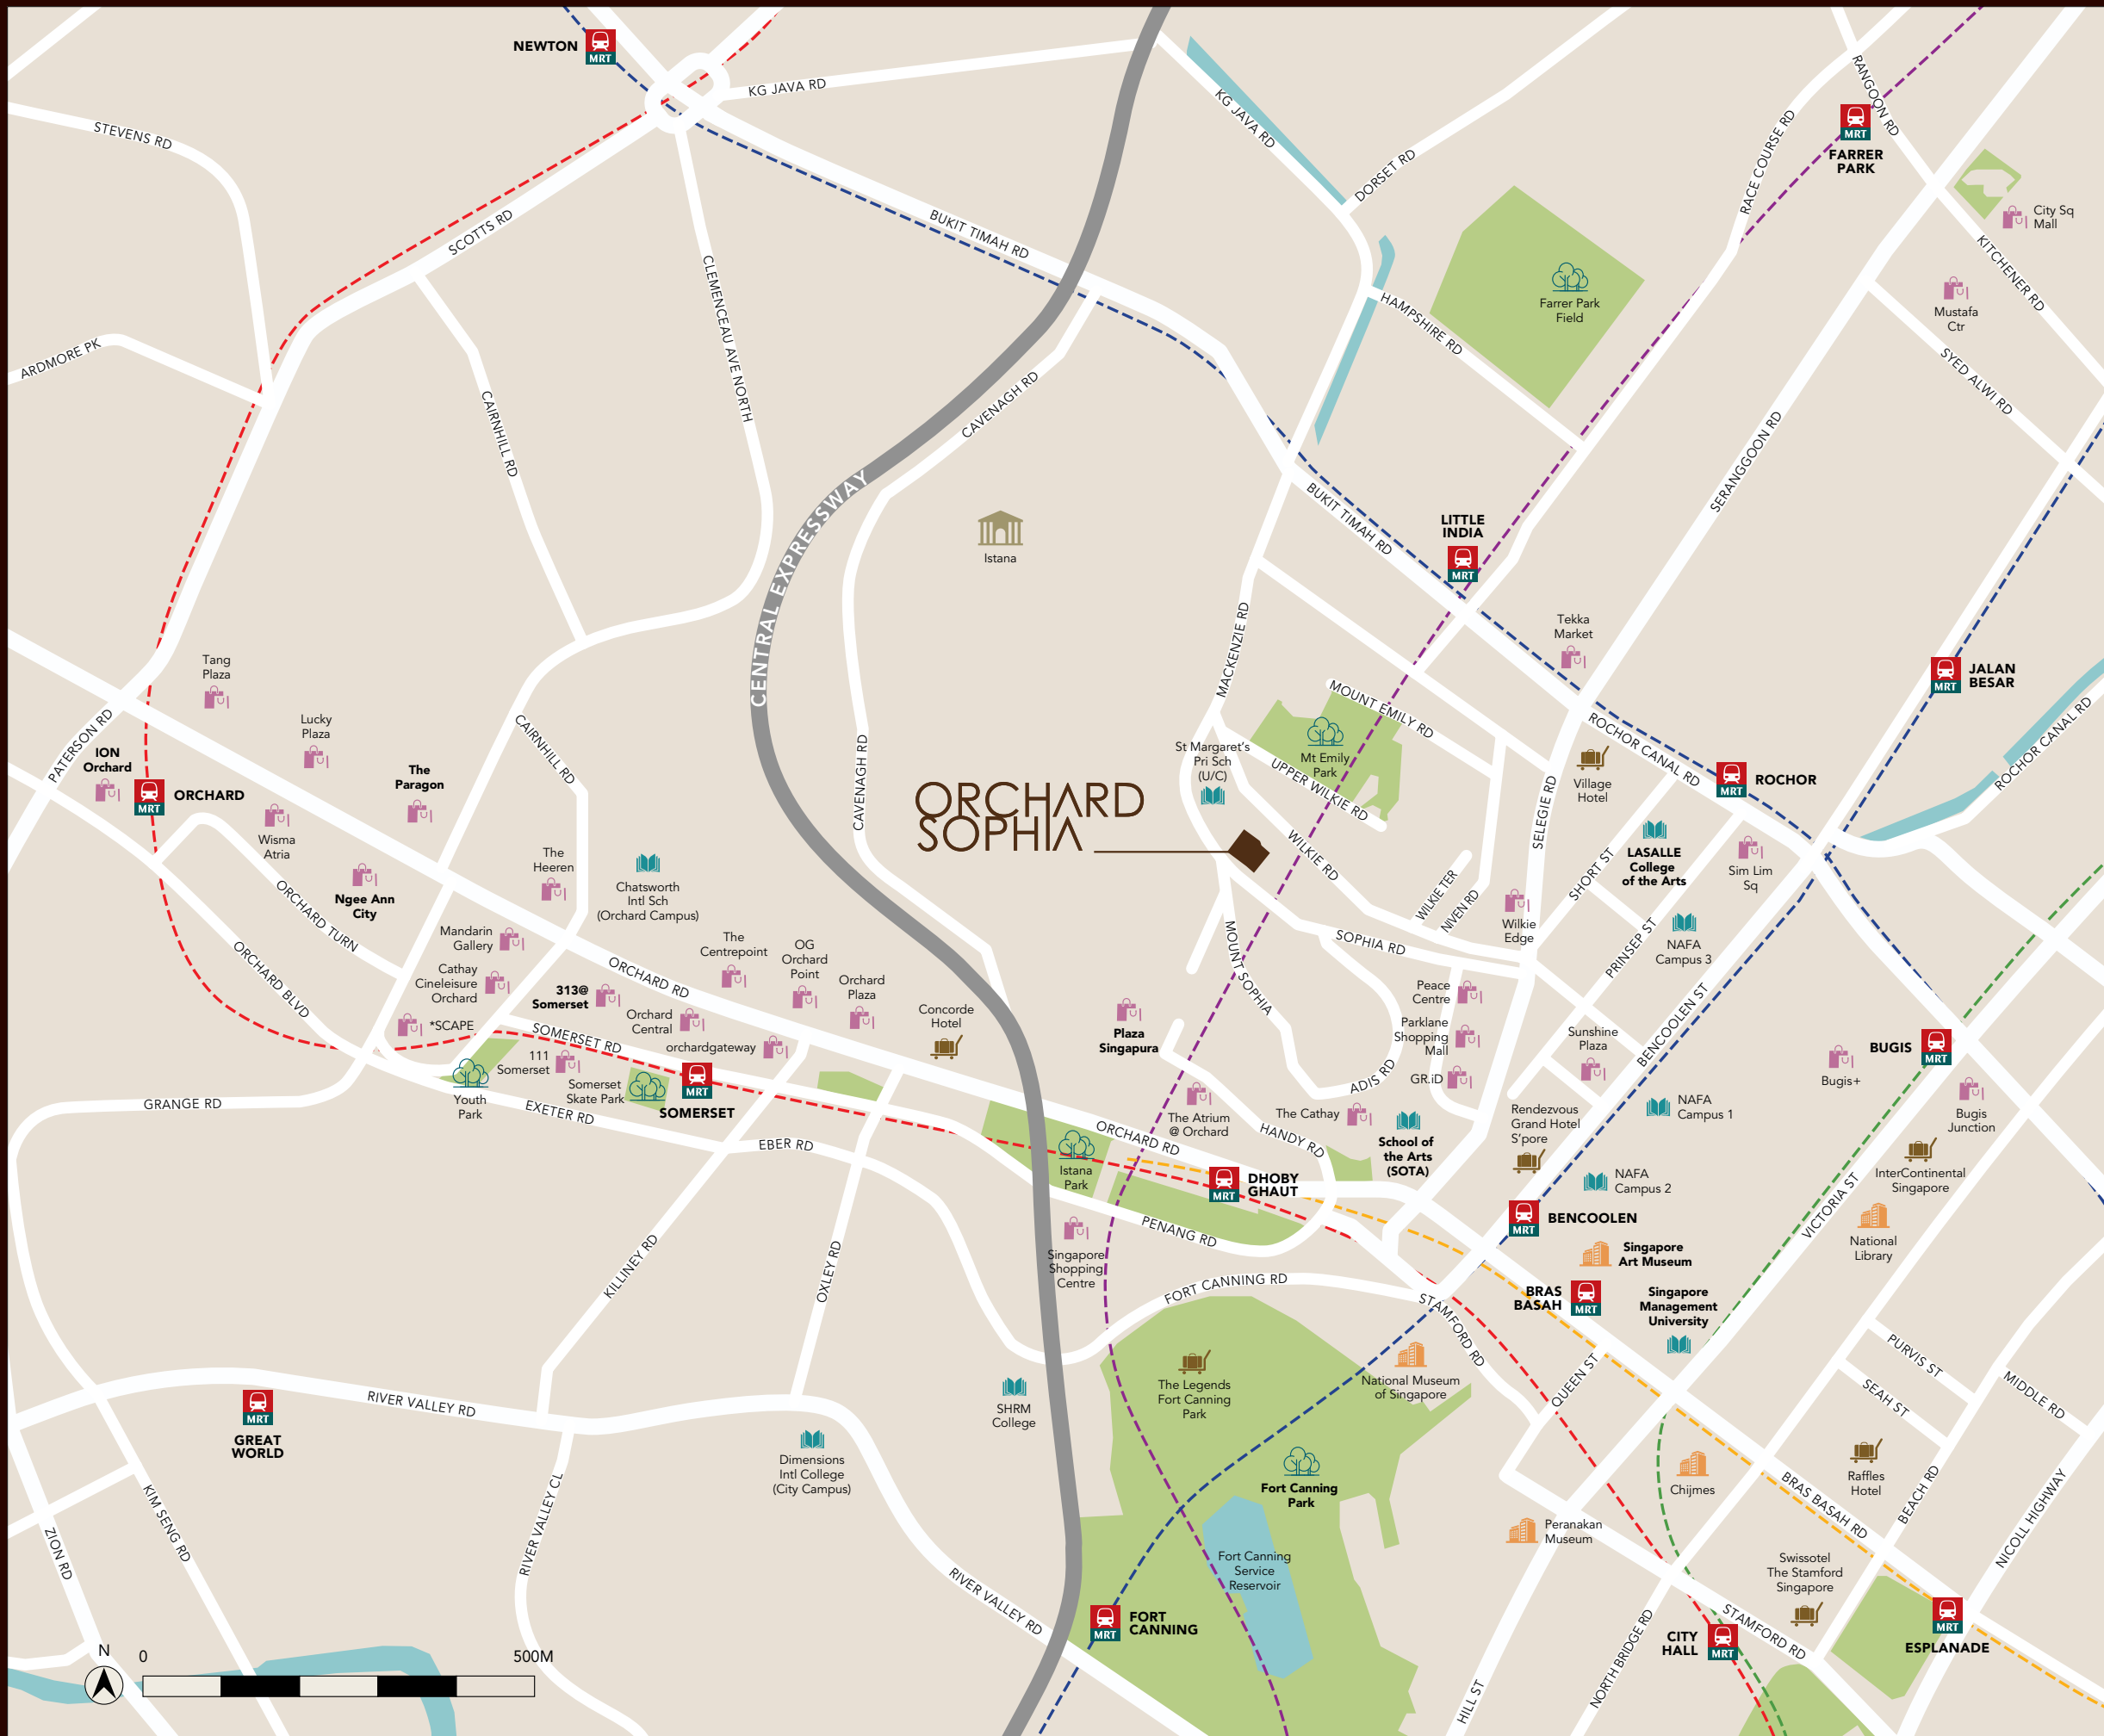 NEWTON
MRT
KG JAVA RD
KG JAVA RD
RANGOON RD
STEVENS RD
DORSET RD
RACE COURSE RD
MRT
FARRER
PARK
SCOTTS RD
BUKIT TIMAH RD
City Sq
Mall
KITCHENER RD
CLEMENCEAU AVE NORTH
Farrer Park
Field
HAMPSHIRE RD
Mustafa
Ctr
ARDMORE PK
CAIRNHILL RD
CAVENAGH RD
SYED ALWI RD
SERANGGOON RD
CENTRAL EXPRESSWAY
Istana
BUKIT TIMAH RD
LITTLE
INDIA
MRT
MACKENZIE RD
Tekka
Market
Tang
Plaza
JALAN
BESAR
MRT
MOUNT EMILY RD
ROCHOR CANAL RD
ROCHOR CANAL RD
PATERSON RD
Lucky
Plaza
CAIRNHILL RD
CAVENAGH RD
ION
Orchard
MRT
ORCHARD
The
Paragon
St Margaret's
Pri Sch
(U/C)
Mt Emily
Park
UPPER WILKIE RD
Village
Hotel
MRT
ROCHOR
ORCHARD
SOPHIA
Wisma
Atria
SELEGIE RD
WILKIE RD
The
Heeren
Chatsworth
Intl Sch
(Orchard Campus)
LASALLE
College
of the Arts
Sim Lim
Sq
SHORT ST
Ngee Ann
City
ORCHARD TURN
WILKIE TER
NIVEN RD
Wilkie
Edge
Mandarin
Gallery
The
Centrepoint
OG
Orchard
Point
MOUNT SOPHIA
SOPHIA RD
PRINSEP ST
NAFA
Campus 3
ORCHARD BLVD
Cathay
Cineleisure
Orchard
ORCHARD RD
313@
Somerset
Orchard
Plaza
Peace
Centre
BENCOOLEN ST
*SCAPE
Orchard
Central
SOMERSET RD
orchardgateway
Concorde
Hotel
Plaza
Singapura
Parklane
Shopping
Mall
Sunshine
Plaza
BUGIS
MRT
111
Somerset
Somerset
Skate Park
MRT
SOMERSET
ADIS RD
GR.iD
Bugis+
GRANGE RD
Youth
Park
EXETER RD
EBER RD
The Atrium
@ Orchard
The Cathay
NAFA
Campus 1
Bugis
Junction
ORCHARD RD
HANDY RD
School of
the Arts
(SOTA)
Rendezvous
Grand Hotel
S'pore
Istana
Park
MRT
DHOBY
GHAUT
NAFA
Campus 2
InterContinental
Singapore
VICTORIA ST
PENANG RD
MRT
BENCOOLEN
National
Library
KILLINEY RD
OXLEY RD
Singapore
Shopping
Centre
Singapore
Art Museum
FORT CANNING RD
BRAS
BASAH
MRT
Singapore
Management
University
STAMFORD RD
PURVIS ST
The Legends
Fort Canning
Park
National Museum
of Singapore
QUEEN ST
SEAH ST
MIDDLE RD
RIVER VALLEY RD
MRT
GREAT
WORLD
SHRM
College
Dimensions
Intl College
(City Campus)
Fort Canning
Park
Chijmes
Raffles
Hotel
BRAS BASAH RD
BEACH RD
KIM SENG RD
ZION RD
RIVER VALLEY CL
Peranakan
Museum
NICOLL HIGHWAY
Fort Canning
Service
Reservoir
Swissotel
The Stamford
Singapore
RIVER VALLEY RD
MRT
FORT
CANNING
CITY
HALL
MRT
STAMFORD RD
MRT
ESPLANADE
NORTH BRIDGE RD
HILL ST
N
0
500M